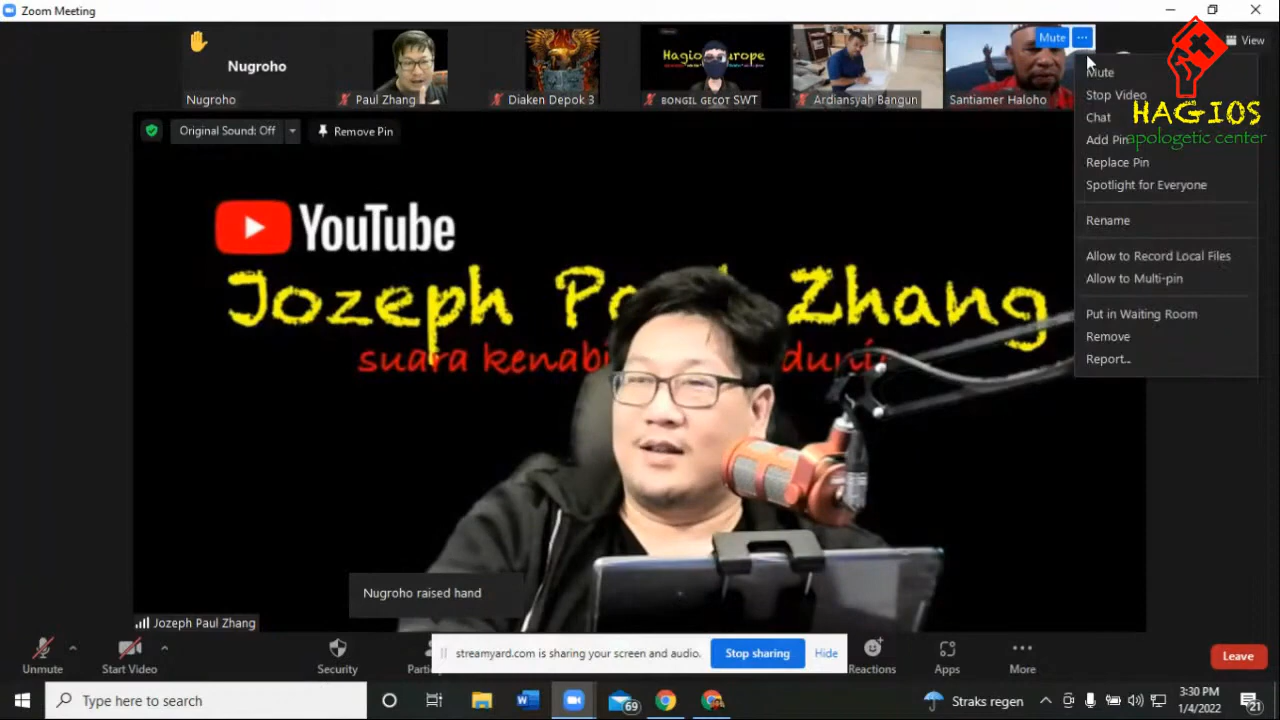 Zoom Meeting
Nugroho
Nugroho
Paul Zhang
Diaken Depok 3
Hagio
urope
BONGIL GECOT SWT
Ardiansyah Bangun
Santiamer Haloho
Mute
View
Mute
Stop Video
Chat
Add Pin
Replace Pin
Spotlight for Everyone
Rename
Allow to Record Local Files
Allow to Multi-pin
Put in Waiting Room
Remove
Report...
HAGIOS
apologetic center
Original Sound: Off
Remove Pin
YouTube
Jozeph P Zhang
suara kenabi duni
Nugroho raised hand
Jozeph Paul Zhang
Unmute
Start Video
Security
Partici
streamyard.com is sharing your screen and audio.
Stop sharing
Hide
Reactions
Apps
More
Leave
Type here to search
69
Straks regen
3:30 PM
1/4/2022
21